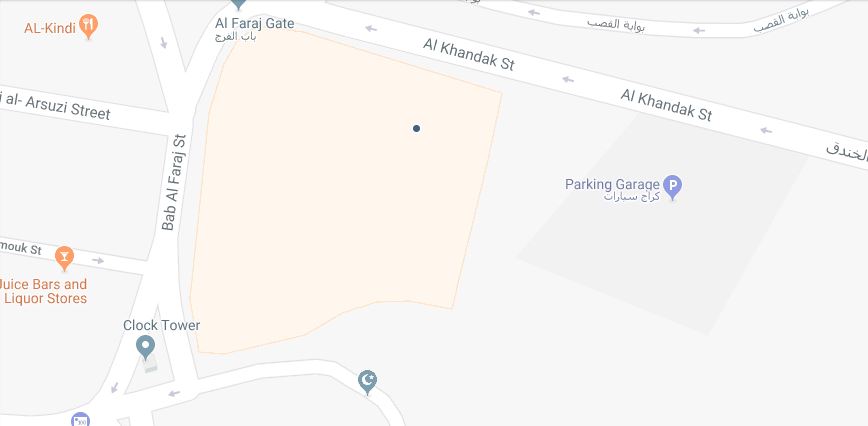 Al Faraj Gate
باب الفرج
AL-Kindi
بوابة القصب
بوابة القصب
Al Khandak St
Al Khandak St
al- Arsuzi Street
الخندق
Bab Al Faraj St
Parking Garage
كراج سيارات
mouk St
Juice Bars and
Liquor Stores
Clock Tower
P